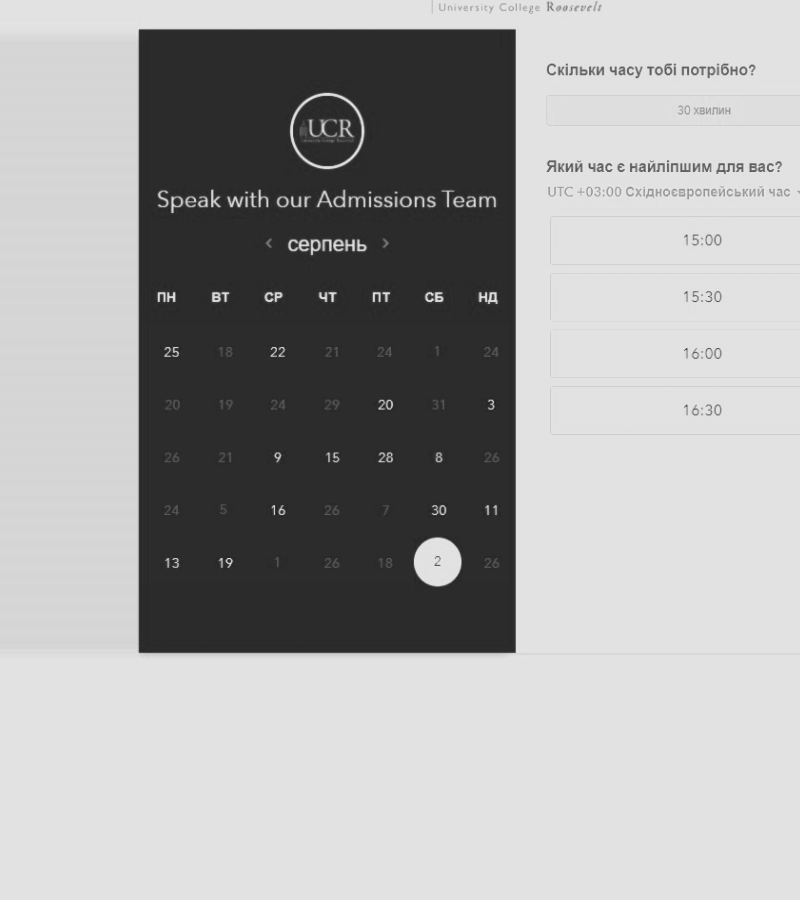 University College Roosevelt
UCR
Speak with our Admissions Team
‹ серпень ›
ПН ВТ СР ЧТ ПТ СБ НД
25 18 22 21 24 1 24
20 19 24 29 20 31 3
26 21 9 15 28 8 26
24 5 16 26 7 30 11
13 19 1 26 18 2 26
Скільки часу тобі потрібно?
30 хвилин
Який час є найліпшим для вас?
UTC +03:00 Східноєвропейський час
15:00
15:30
16:00
16:30